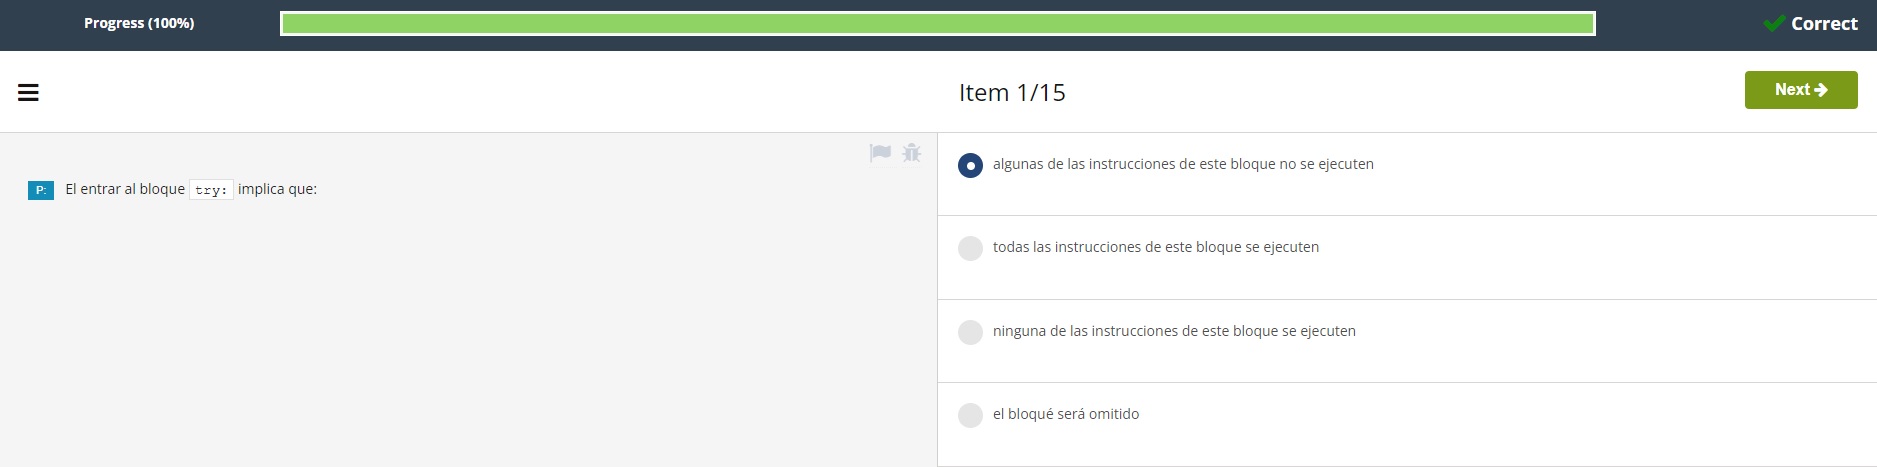 Progress (100%)
Correct
Item 1/15
Next
P: El entrar al bloque try: implica que:
algunas de las instrucciones de este bloque no se ejecuten
todas las instrucciones de este bloque se ejecuten
ninguna de las instrucciones de este bloque se ejecuten
el bloqué será omitido